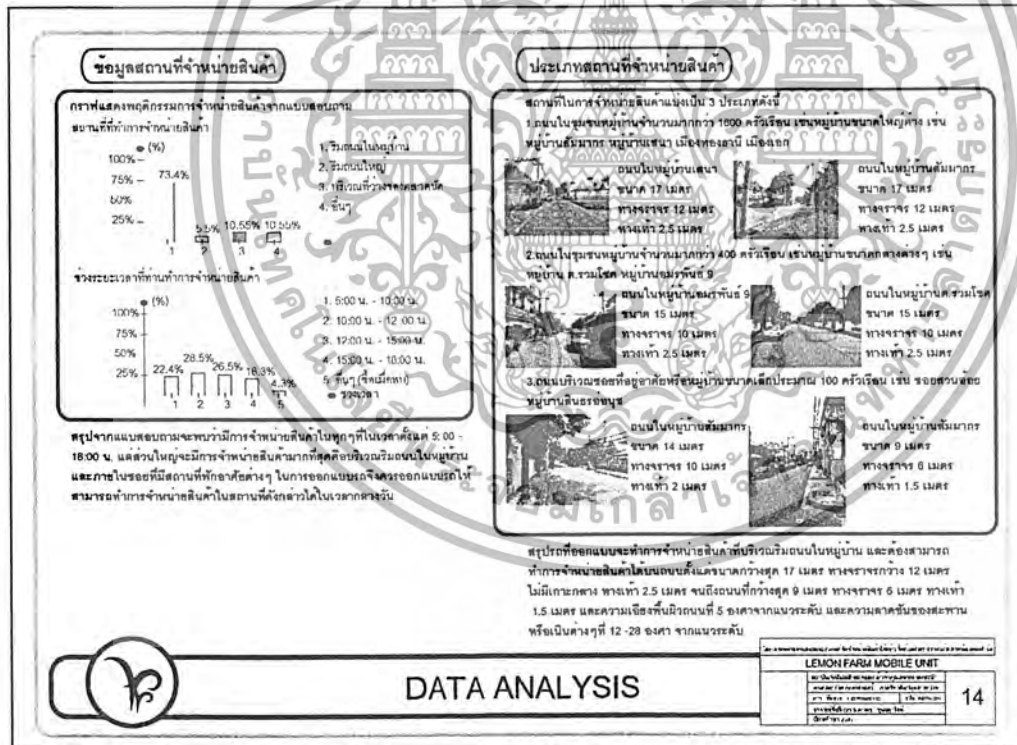 ข้อมูลสถานที่จำหน่ายสินค้า
กราฟแสดงพฤติกรรมการจำหน่ายสินค้าจากแบบสอบถาม
สถานที่ที่ทำการจำหน่ายสินค้า
(%)
100%
75%
50%
25%
73.4%
5.5%
10.55%
10.55%
1 2 3 4
1. ริมถนนในหมู่บ้าน
2. ริมถนนใหญ่
3. บริเวณที่ว่างของตลาดนัด
4. อื่นๆ
ช่วงระยะเวลาที่ท่านทำการจำหน่ายสินค้า
(%)
100%
75%
50%
25%
22.4%
28.5%
26.5%
18.3%
4.3%
1 2 3 4 5
1. 5:00 น. - 10:00 น.
2. 10:00 น. - 12:00 น.
3. 12:00 น. - 15:00 น.
4. 15:00 น. - 18:00 น.
5. อื่นๆ
ช่วงเวลา
สรุปจากแบบสอบถามจะพบว่ามีการจำหน่ายสินค้าในทุกๆที่ในเวลาตั้งแต่ 5:00 -
18:00 น. แต่ส่วนใหญ่จะมีการจำหน่ายสินค้ามากที่สุดคือบริเวณริมถนนในหมู่บ้าน
และภายในซอยที่มีสถานที่พักอาศัยต่างๆ ในการออกแบบรถจึงควรออกแบบรถให้
สามารถทำการจำหน่ายสินค้าในสถานที่ดังกล่าวได้ในเวลากลางวัน
ประเภทสถานที่จำหน่ายสินค้า
สถานที่ในการจำหน่ายสินค้าแบ่งเป็น 3 ประเภทดังนี้
1.ถนนในชุมชนหมู่บ้านจำนวนมากกว่า 1600 ครัวเรือน เช่นหมู่บ้านขนาดใหญ่ต่าง เช่น
หมู่บ้านสัมมากร หมู่บ้านเสนา เมืองทองธานี เมืองเอก
ถนนในหมู่บ้านเสนา
ขนาด 17 เมตร
ทางจราจร 12 เมตร
ทางเท้า 2.5 เมตร
ถนนในหมู่บ้านสัมมากร
ขนาด 17 เมตร
ทางจราจร 12 เมตร
ทางเท้า 2.5 เมตร
2.ถนนในชุมชนหมู่บ้านจำนวนมากกว่า 400 ครัวเรือน เช่นหมู่บ้านขนาดกลางต่างๆ เช่น
หมู่บ้าน ต.รวมโชค หมู่บ้านอมรพันธ์ 9
ถนนในหมู่บ้านอมรพันธ์ 9
ขนาด 15 เมตร
ทางจราจร 10 เมตร
ทางเท้า 2.5 เมตร
ถนนในหมู่บ้านต.รวมโชค
ขนาด 15 เมตร
ทางจราจร 10 เมตร
ทางเท้า 2.5 เมตร
3.ถนนบริเวณซอยที่อยู่อาศัยหรือหมู่บ้านขนาดเล็กประมาณ 100 ครัวเรือน เช่น ซอยสวนอ้อย
ถนนในหมู่บ้านสัมมากร
ขนาด 14 เมตร
ทางจราจร 10 เมตร
ทางเท้า 2 เมตร
ถนนในหมู่บ้านสัมมากร
ขนาด 9 เมตร
ทางจราจร 6 เมตร
ทางเท้า 1.5 เมตร
สรุปรถที่ออกแบบจะทำการจำหน่ายสินค้าที่บริเวณริมถนนในหมู่บ้าน และต้องสามารถ
ทำการจำหน่ายสินค้าได้บนถนนตั้งแต่ขนาดกว้างสุด 17 เมตร ทางจราจรกว้าง 12 เมตร
ไม่มีเกาะกลาง ทางเท้า 2.5 เมตร จนถึงถนนที่กว้างสุด 9 เมตร ทางจราจร 6 เมตร ทางเท้า
1.5 เมตร และความเอียงพื้นผิวถนนที่ 5 องศาจากแนวระดับ และความลาดชันของสะพาน
หรือเนินต่างๆที่ 12 -28 องศา จากแนวระดับ
DATA ANALYSIS
LEMON FARM MOBILE UNIT
14